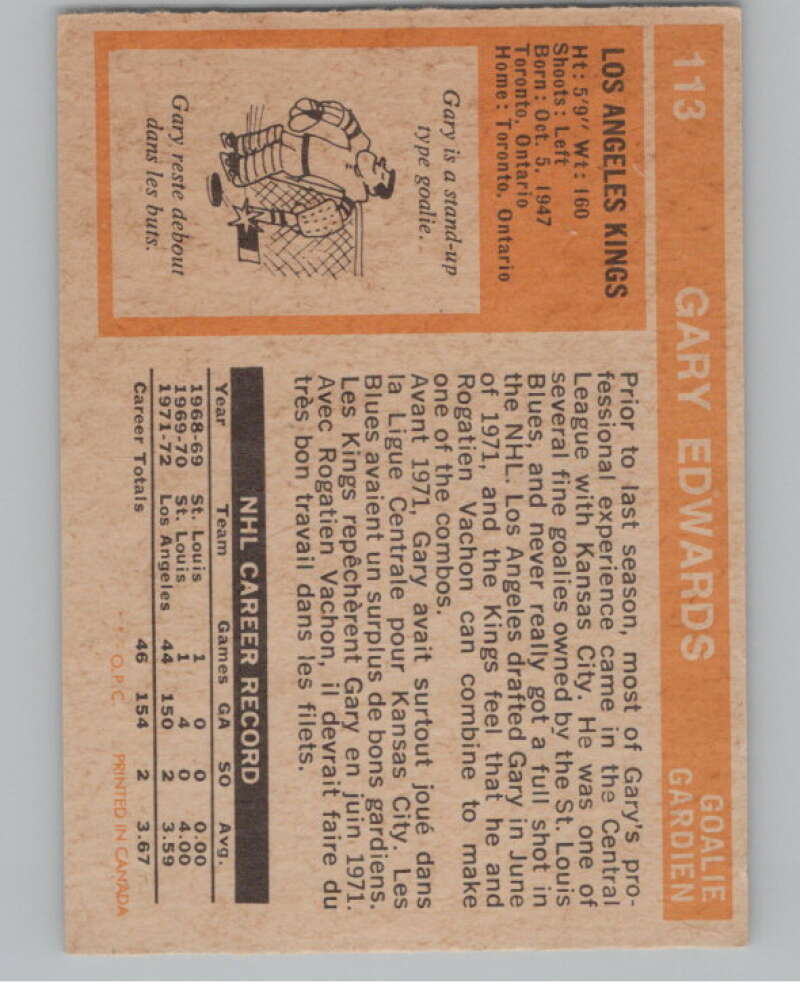 113
GARY EDWARDS
GOALIE
GARDIEN
LOS ANGELES KINGS
Ht: 5'9" Wt: 160
Shoots: Left
Born: Oct. 5, 1947
Toronto, Ontario
Home: Toronto, Ontario
Gary is a stand-up
type goalie.
Gary reste debout
dans les buts.
Prior to last season, most of Gary's pro-
fessional experience came in the Central
League with Kansas City. He was one of
several fine goalies owned by the St. Louis
Blues, and never really got a full shot in
the NHL. Los Angeles drafted Gary in June
of 1971, and the Kings feel that he and
Rogatien Vachon can combine to make
one of the combos.
Avant 1971, Gary avait surtout joué dans
la Ligue Centrale pour Kansas City. Les
Blues avaient un surplus de bons gardiens.
Les Kings repêchèrent Gary en juin 1971.
Avec Rogatien Vachon, il devrait faire du
très bon travail dans les filets.
NHL CAREER RECORD
Year Team Games GA SO Avg.
1968-69 St. Louis 1 0 0 0.00
1969-70 St. Louis 1 4 0 4.00
1971-72 Los Angeles 44 150 2 3.59
Career Totals 46 154 2 3.67
** O.P.C. PRINTED IN CANADA